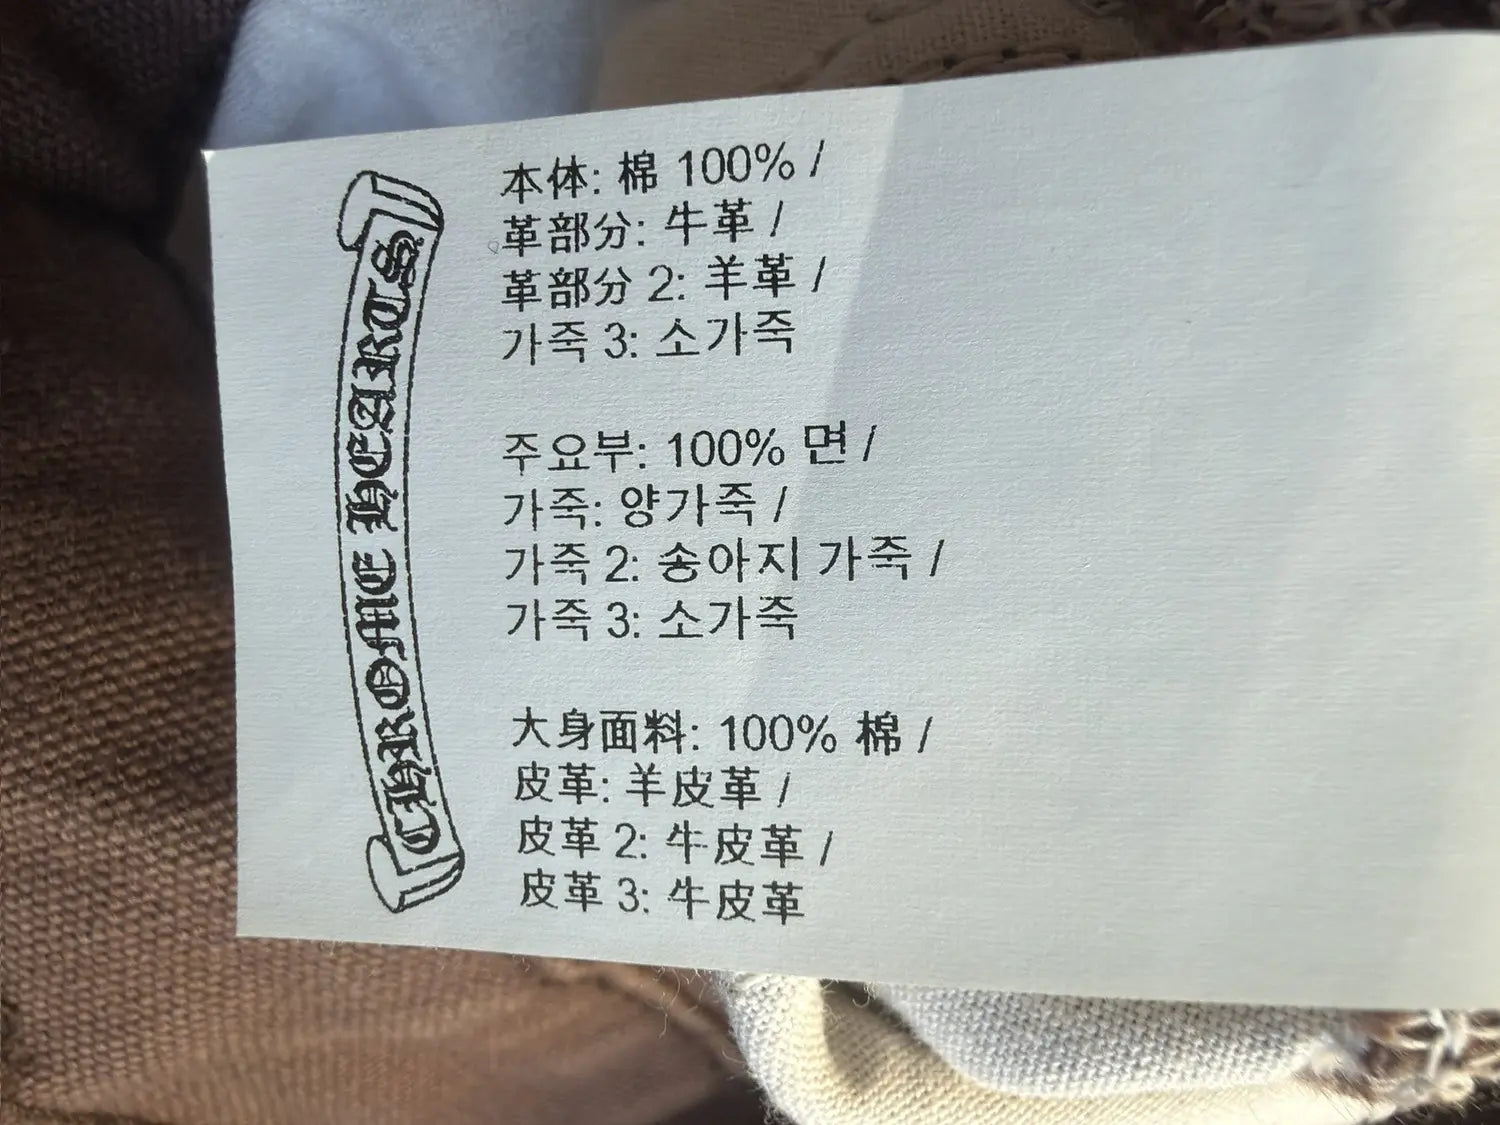 CHROME HEARTS
本体: 棉 100% /
革部分: 牛革 /
革部分 2: 羊革 /
가죽 3: 소가죽
주요부: 100% 면 /
가죽: 양가죽 /
가죽 2: 송아지 가죽 /
가죽 3: 소가죽
大身面料: 100% 棉 /
皮革: 羊皮革 /
皮革 2: 牛皮革 /
皮革 3: 牛皮革